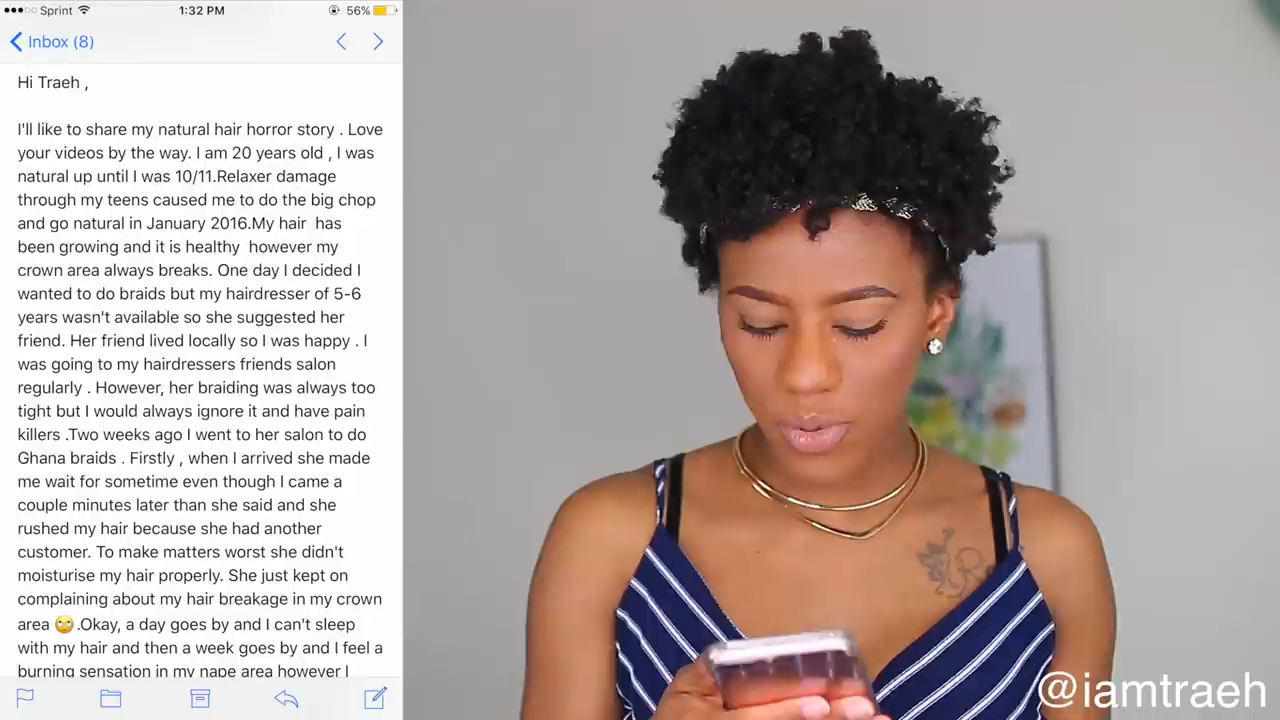 Sprint 1:32 PM 56%
Inbox (8)
Hi Traeh ,
I'll like to share my natural hair horror story . Love
your videos by the way. I am 20 years old , I was
natural up until I was 10/11.Relaxer damage
through my teens caused me to do the big chop
and go natural in January 2016.My hair  has
been growing and it is healthy  however my
crown area always breaks. One day I decided I
wanted to do braids but my hairdresser of 5-6
years wasn't available so she suggested her
friend. Her friend lived locally so I was happy . I
was going to my hairdressers friends salon
regularly . However, her braiding was always too
tight but I would always ignore it and have pain
killers .Two weeks ago I went to her salon to do
Ghana braids . Firstly , when I arrived she made
me wait for sometime even though I came a
couple minutes later than she said and she
rushed my hair because she had another
customer. To make matters worst she didn't
moisturise my hair properly. She just kept on
complaining about my hair breakage in my crown
area 🙄.Okay, a day goes by and I can't sleep
with my hair and then a week goes by and I feel a
burning sensation in my nape area however I
@iamtraeh